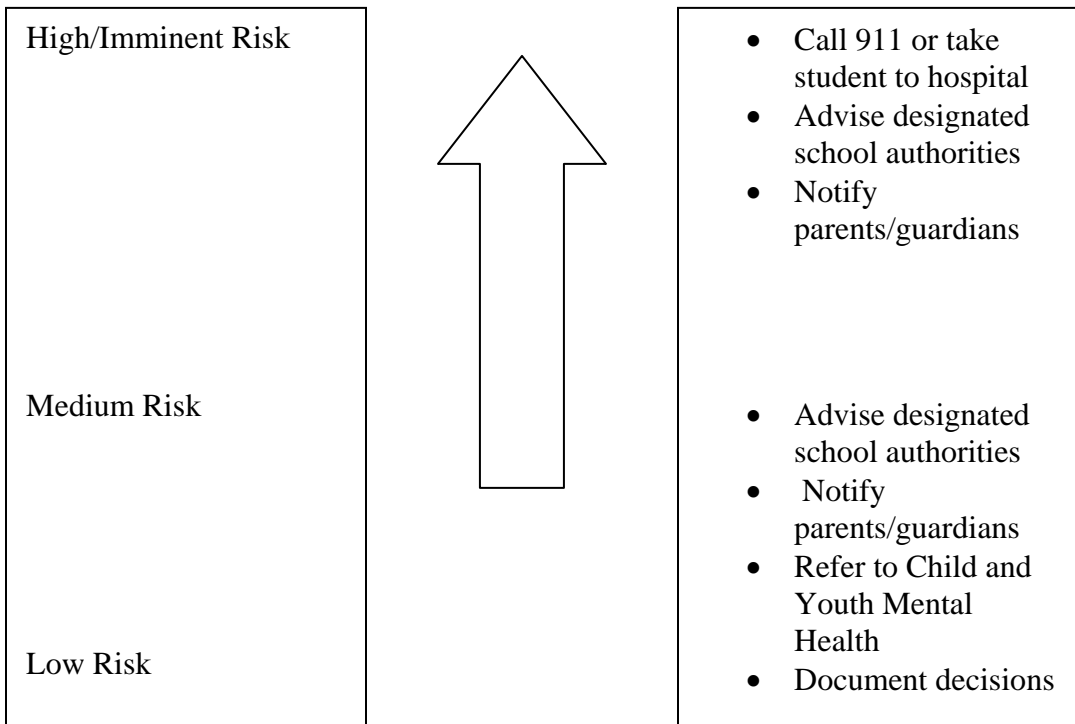 High/Imminent Risk
Medium Risk
Low Risk
• Call 911 or take
student to hospital
• Advise designated
school authorities
• Notify
parents/guardians
• Advise designated
school authorities
• Notify
parents/guardians
• Refer to Child and
Youth Mental
Health
• Document decisions